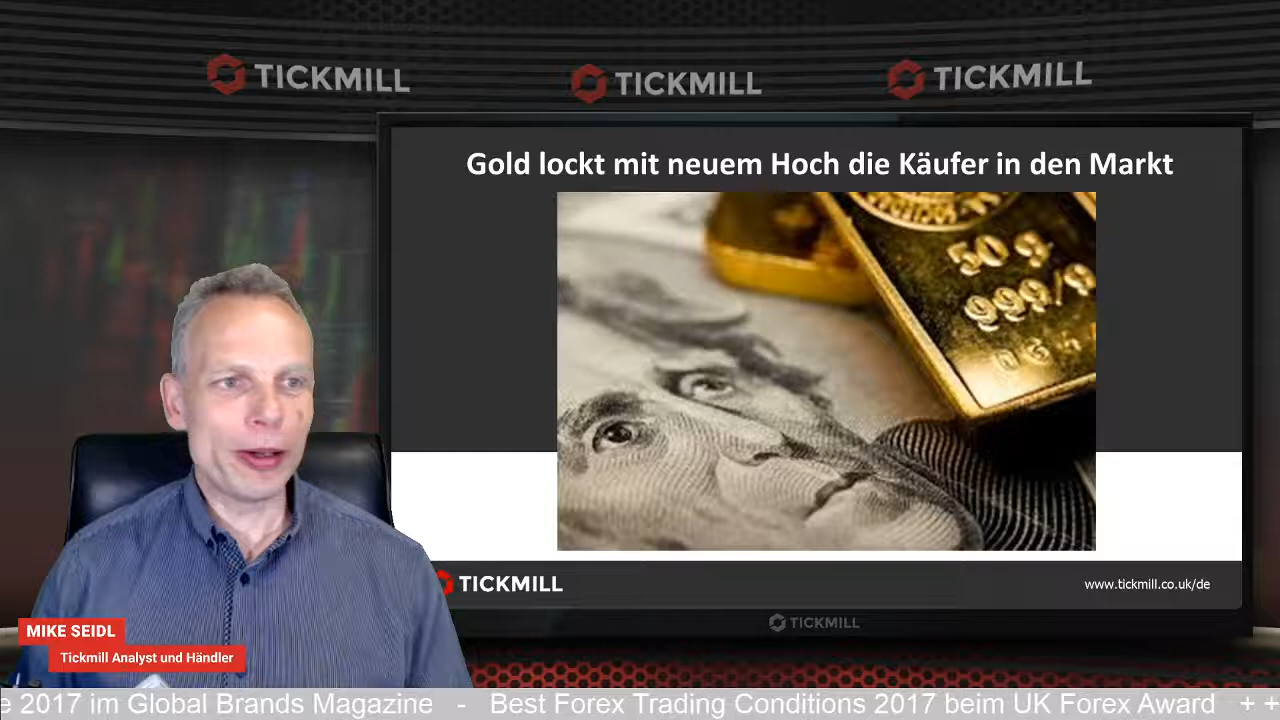 TICKMILL
TICKMILL
TICKMILL
Gold lockt mit neuem Hoch die Käufer in den Markt
50 g
TICKMILL
www.tickmill.co.uk/de
TICKMILL
MIKE SEIDL
Tickmill Analyst und Händler
2017 im Global Brands Magazine - Best Forex Trading Conditions 2017 beim UK Forex Award + +